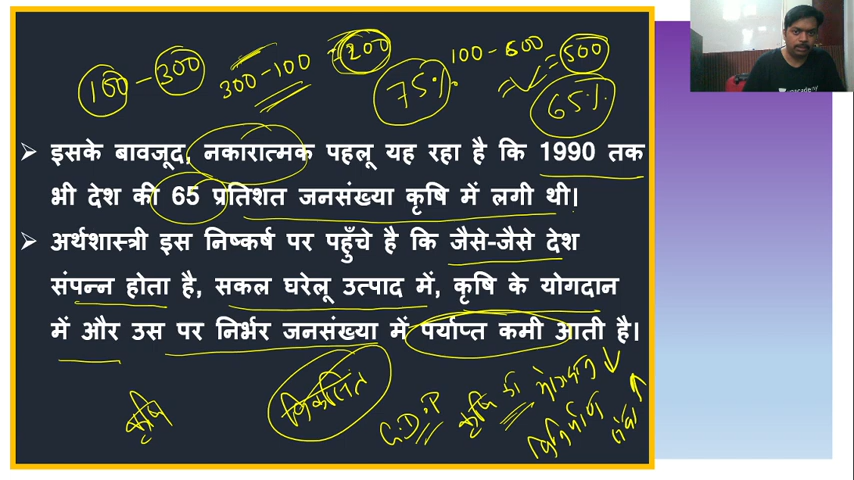 100 - 300 300 - 100 = 200 75% 100 - 600 = 500
65%
➢ इसके बावजूद, नकारात्मक पहलू यह रहा है कि 1990 तक
भी देश की 65 प्रतिशत जनसंख्या कृषि में लगी थी।
➢ अर्थशास्त्री इस निष्कर्ष पर पहुँचे है कि जैसे-जैसे देश
संपन्न होता है, सकल घरेलू उत्पाद में, कृषि के योगदान
में और उस पर निर्भर जनसंख्या में पर्याप्त कमी आती है।
कृषि विकसित G.D.P कृषि का योगदान ↓
विनिर्माण सेवा ↑